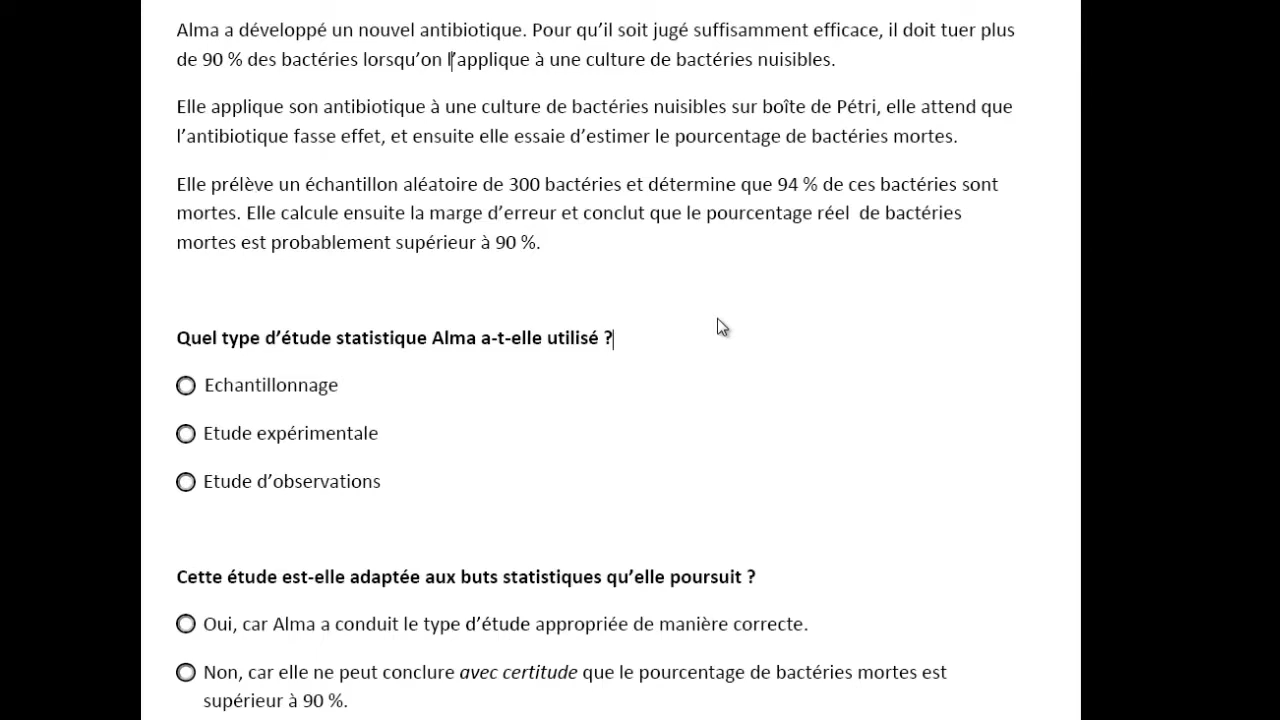 Alma a développé un nouvel antibiotique. Pour qu’il soit jugé suffisamment efficace, il doit tuer plus
de 90 % des bactéries lorsqu’on l’applique à une culture de bactéries nuisibles.
Elle applique son antibiotique à une culture de bactéries nuisibles sur boîte de Pétri, elle attend que
l’antibiotique fasse effet, et ensuite elle essaie d’estimer le pourcentage de bactéries mortes.
Elle prélève un échantillon aléatoire de 300 bactéries et détermine que 94 % de ces bactéries sont
mortes. Elle calcule ensuite la marge d’erreur et conclut que le pourcentage réel  de bactéries
mortes est probablement supérieur à 90 %.
Quel type d’étude statistique Alma a-t-elle utilisé ?
Echantillonnage
Etude expérimentale
Etude d’observations
Cette étude est-elle adaptée aux buts statistiques qu’elle poursuit ?
Oui, car Alma a conduit le type d’étude appropriée de manière correcte.
Non, car elle ne peut conclure avec certitude que le pourcentage de bactéries mortes est
supérieur à 90 %.